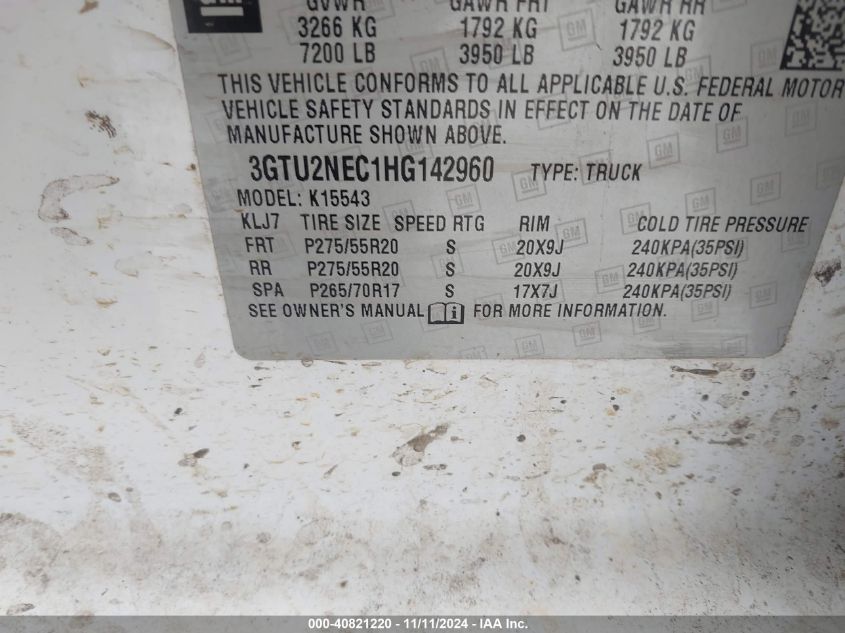 GM
GVWR GAWR FRT GAWR RR
3266 KG 1792 KG 1792 KG
7200 LB 3950 LB 3950 LB
THIS VEHICLE CONFORMS TO ALL APPLICABLE U.S. FEDERAL MOTOR
VEHICLE SAFETY STANDARDS IN EFFECT ON THE DATE OF
MANUFACTURE SHOWN ABOVE.
3GTU2NEC1HG142960 TYPE: TRUCK
MODEL: K15543
KLJ7 TIRE SIZE SPEED RTG RIM COLD TIRE PRESSURE
FRT P275/55R20 S 20X9J 240KPA(35PSI)
RR P275/55R20 S 20X9J 240KPA(35PSI)
SPA P265/70R17 S 17X7J 240KPA(35PSI)
SEE OWNER'S MANUAL FOR MORE INFORMATION.
000-40821220 - 11/11/2024 - IAA Inc.